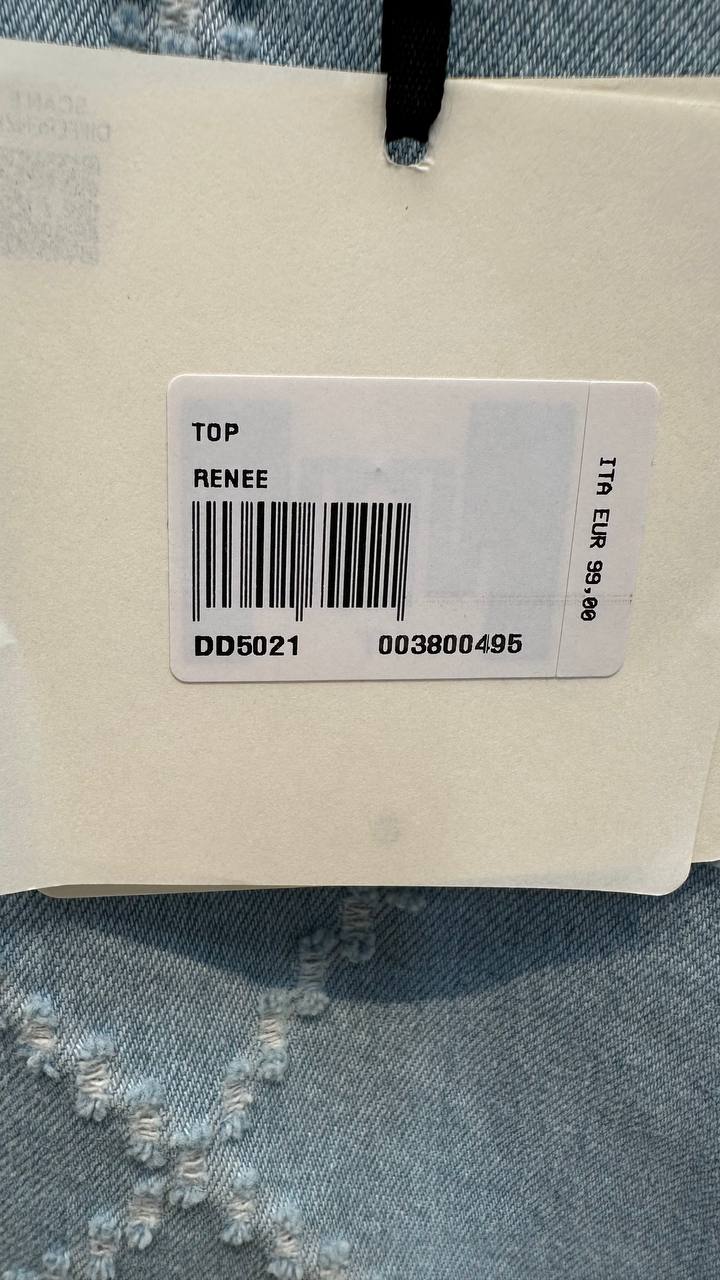 TOP
RENEE
DD5021 003800495
ITA EUR 99,00